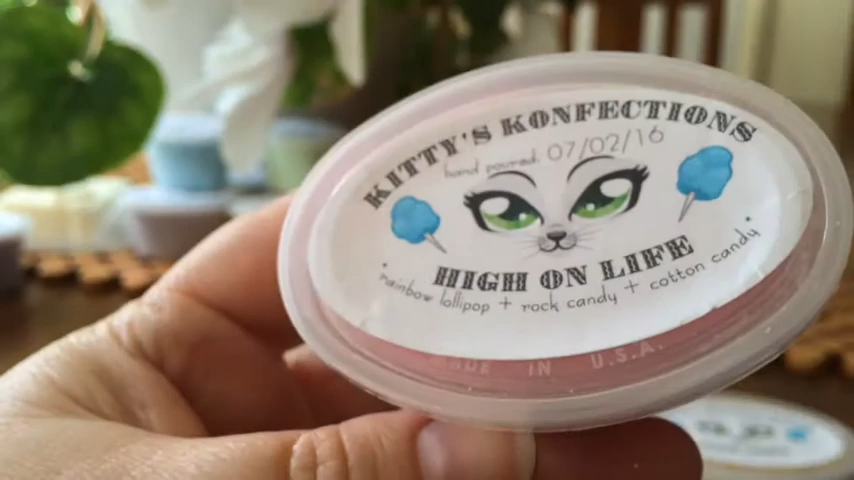 KITTY'S KONFECTIONS
hand poured: 07/02/16
HIGH ON LIFE
*rainbow lollipop + rock candy + cotton candy*
MADE IN U.S.A.